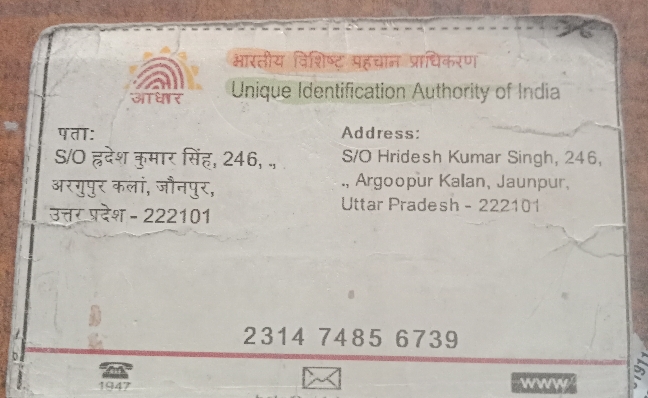 भारतीय विशिष्ट पहचान प्राधिकरण
आधार
Unique Identification Authority of India
पता:
S/O ह्रदेश कुमार सिंह, 246, .,
अरगुपुर कलां, जौनपुर,
उत्तर प्रदेश - 222101
Address:
S/O Hridesh Kumar Singh, 246,
., Argoopur Kalan, Jaunpur,
Uttar Pradesh - 222101
2314 7485 6739
1947
www